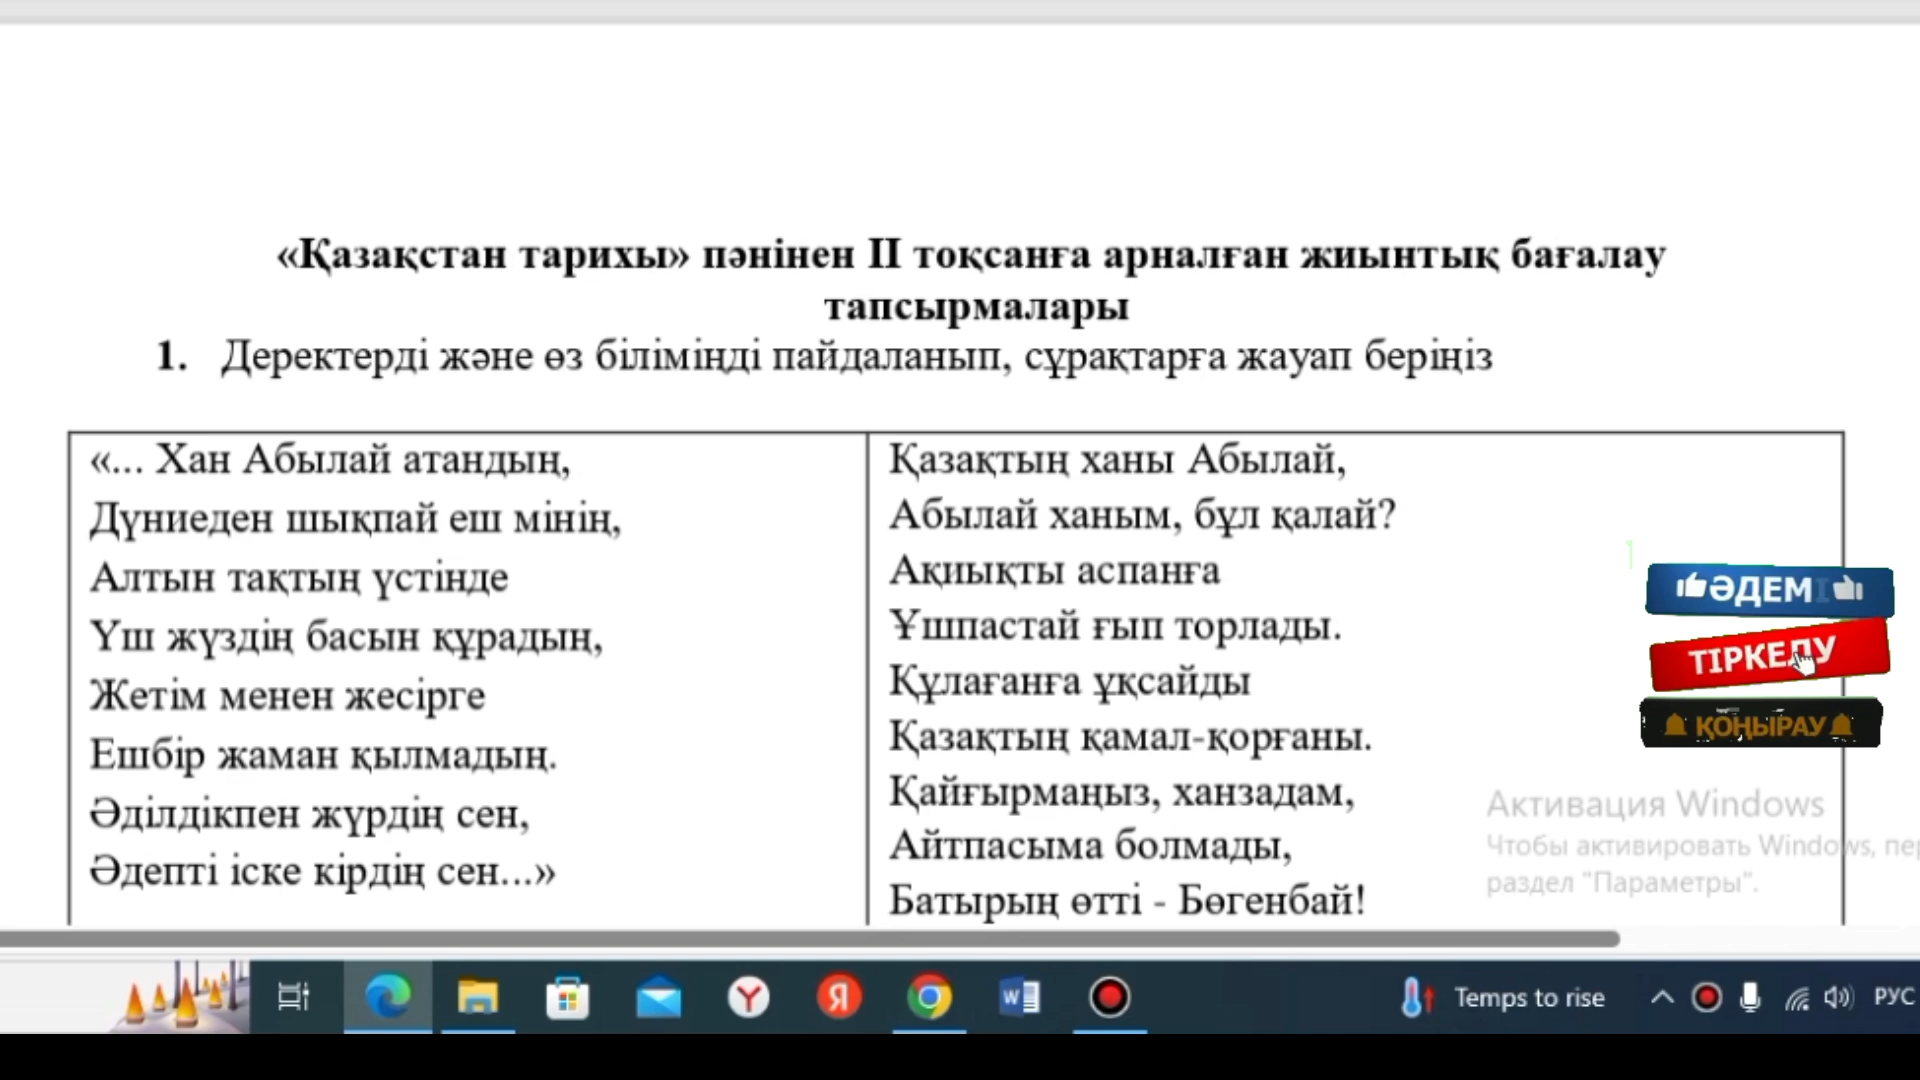 «Қазақстан тарихы» пәнінен II тоқсанға арналған жиынтық бағалау
тапсырмалары
1. Деректерді және өз біліміңді пайдаланып, сұрақтарға жауап беріңіз
«... Хан Абылай атандың,
Дүниеден шықпай еш мінің,
Алтын тақтың үстінде
Үш жүздің басын құрадың,
Жетім менен жесірге
Ешбір жаман қылмадың.
Әділдікпен жүрдің сен,
Әдепті іске кірдің сен...»
Қазақтың ханы Абылай,
Абылай ханым, бұл қалай?
Ақиықты аспанға
Ұшпастай ғып торлады.
Құлағанға ұқсайды
Қазақтың қамал-қорғаны.
Қайғырмаңыз, ханзадам,
Айтпасыма болмады,
Батырың өтті - Бөгенбай!
ӘДЕМІ
ТІРКЕЛУ
ҚОҢЫРАУ
Активация Windows
Чтобы активировать Windows, пер
раздел "Параметры".
Temps to rise
РУС